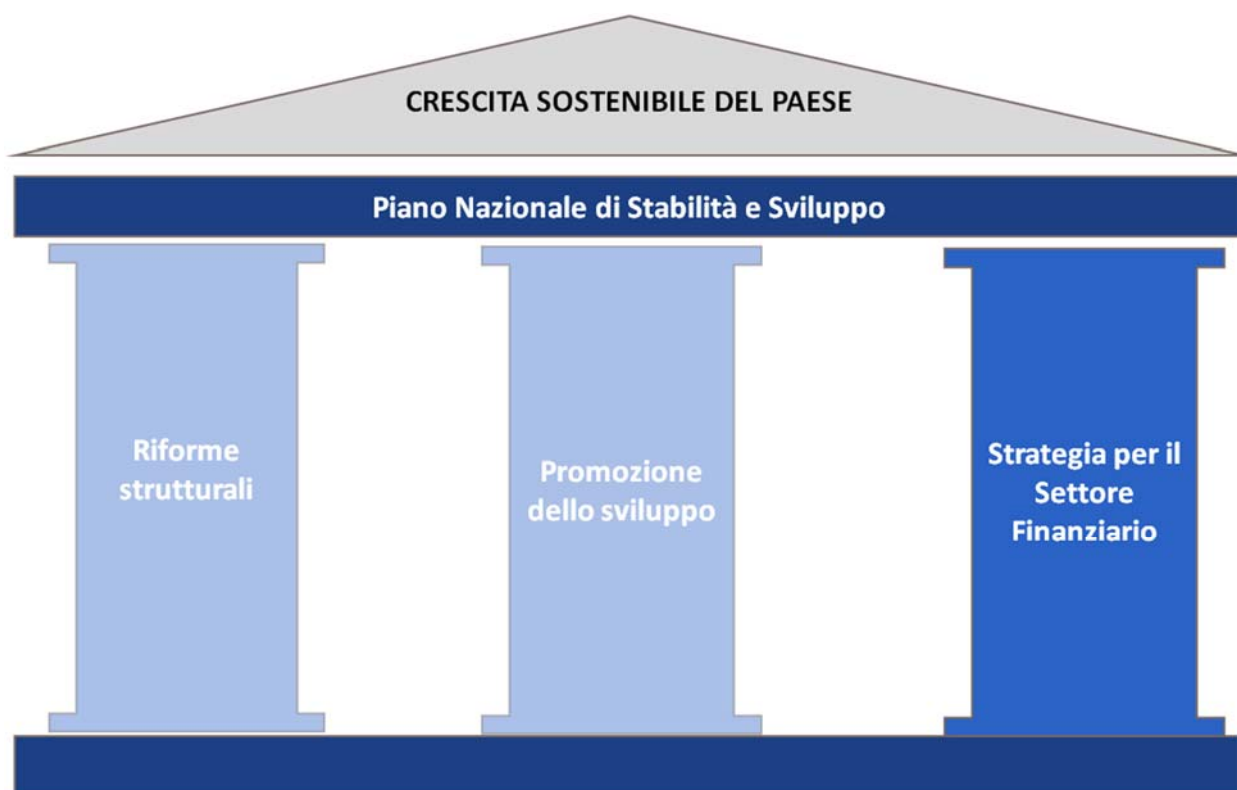 CRESCITA SOSTENIBILE DEL PAESE
Piano Nazionale di Stabilità e Sviluppo
Riforme
strutturali
Promozione
dello sviluppo
Strategia per il
Settore
Finanziario